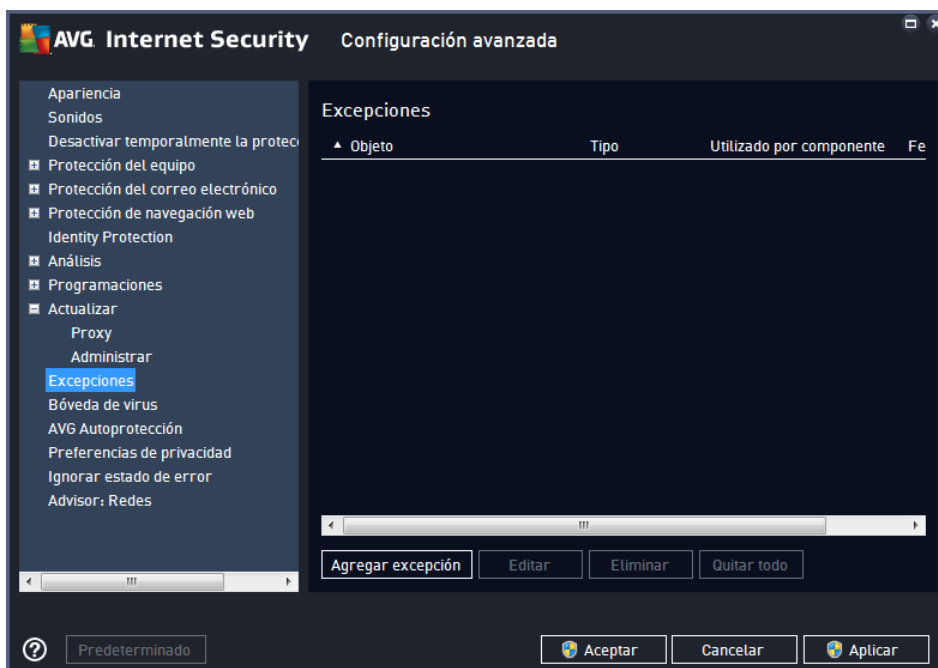 AVG. Internet Security Configuración avanzada
Apariencia
Sonidos
Desactivar temporalmente la protec
Protección del equipo
Protección del correo electrónico
Protección de navegación web
Identity Protection
Análisis
Programaciones
Actualizar
Proxy
Administrar
Excepciones
Bóveda de virus
AVG Autoprotección
Preferencias de privacidad
Ignorar estado de error
Advisor: Redes
Excepciones
Objeto Tipo Utilizado por componente Fe
Agregar excepción Editar Eliminar Quitar todo
? Predeterminado Aceptar Cancelar Aplicar